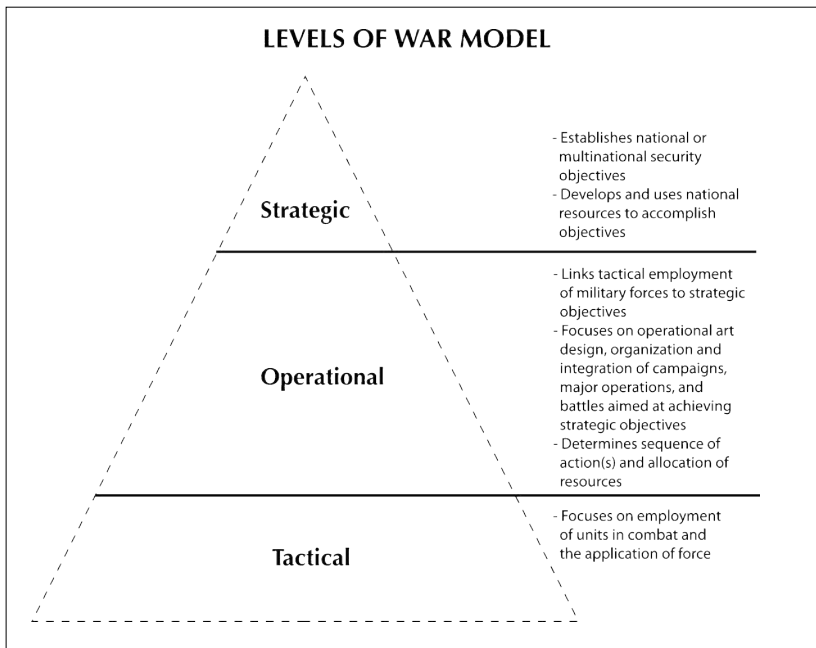 LEVELS OF WAR MODEL
Strategic
- Establishes national or
multinational security
objectives
- Develops and uses national
resources to accomplish
objectives
Operational
- Links tactical employment
of military forces to strategic
objectives
- Focuses on operational art
design, organization and
integration of campaigns,
major operations, and
battles aimed at achieving
strategic objectives
- Determines sequence of
action(s) and allocation of
resources
Tactical
- Focuses on employment
of units in combat and
the application of force